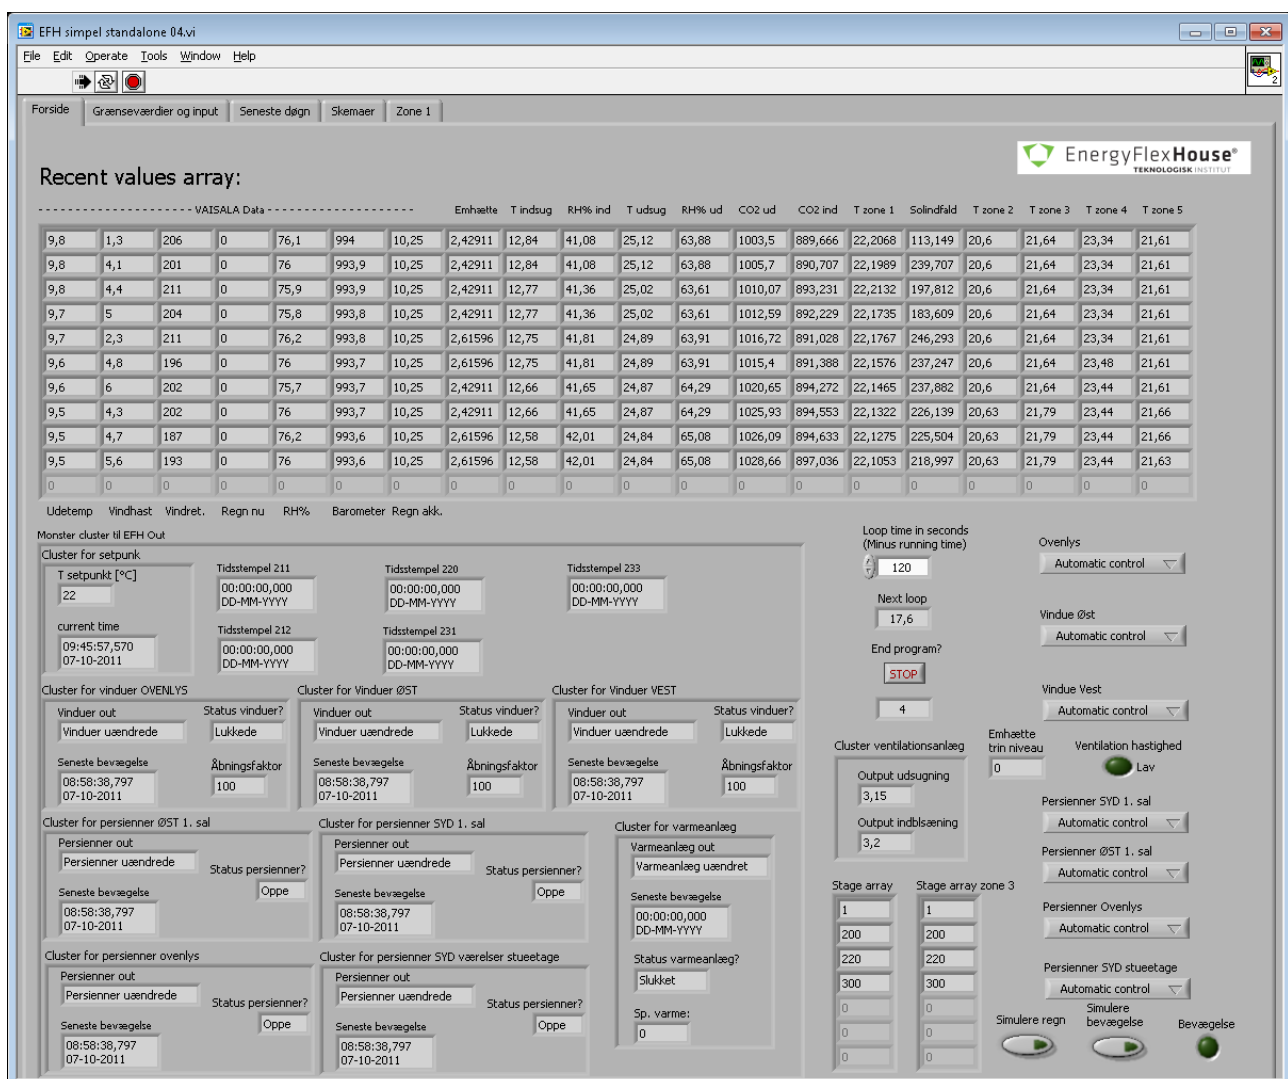 EFH simpel standalone 04.vi
File Edit Operate Tools Window Help
2
Forside Grænseværdier og input Seneste døgn Skemaer Zone 1
EnergyFlexHouse®
TEKNOLOGISK INSTITUT
Recent values array:
- - - - - - - - - - - - - - - - - - - - VAISALA Data - - - - - - - - - - - - - - - - - - - Emhætte T indsug RH% ind T udsug RH% ud CO2 ud CO2 ind T zone 1 Solindfald T zone 2 T zone 3 T zone 4 T zone 5
9,8 1,3 206 0 76,1 994 10,25 2,42911 12,84 41,08 25,12 63,88 1003,5 889,666 22,2068 113,149 20,6 21,64 23,34 21,61
9,8 4,1 201 0 76 993,9 10,25 2,42911 12,84 41,08 25,12 63,88 1005,7 890,707 22,1989 239,707 20,6 21,64 23,34 21,61
9,8 4,4 211 0 75,9 993,9 10,25 2,42911 12,77 41,36 25,02 63,61 1010,07 893,231 22,2132 197,812 20,6 21,64 23,34 21,61
9,7 5 204 0 75,8 993,8 10,25 2,42911 12,77 41,36 25,02 63,61 1012,59 892,229 22,1735 183,609 20,6 21,64 23,34 21,61
9,7 2,3 211 0 76,2 993,8 10,25 2,61596 12,75 41,81 24,89 63,91 1016,72 891,028 22,1767 246,293 20,6 21,64 23,34 21,61
9,6 4,8 196 0 76 993,7 10,25 2,61596 12,75 41,81 24,89 63,91 1015,4 891,388 22,1576 237,247 20,6 21,64 23,48 21,61
9,6 6 202 0 75,7 993,7 10,25 2,42911 12,66 41,65 24,87 64,29 1020,65 894,272 22,1465 237,882 20,6 21,64 23,44 21,61
9,5 4,3 202 0 76 993,7 10,25 2,42911 12,66 41,65 24,87 64,29 1025,93 894,553 22,1322 226,139 20,63 21,79 23,44 21,66
9,5 4,7 187 0 76,2 993,6 10,25 2,61596 12,58 42,01 24,84 65,08 1026,09 894,633 22,1275 225,504 20,63 21,79 23,44 21,66
9,5 5,6 193 0 76 993,6 10,25 2,61596 12,58 42,01 24,84 65,08 1028,66 897,036 22,1053 218,997 20,63 21,79 23,44 21,63
0 0 0 0 0 0 0 0 0 0 0 0 0 0 0 0 0 0 0 0
Udetemp Vindhast Vindret. Regn nu RH% Barometer Regn akk.
Monster cluster til EFH Out
Cluster for setpunk
T setpunkt [°C]
22
current time
09:45:57,570
07-10-2011
Tidsstempel 211
00:00:00,000
DD-MM-YYYY
Tidsstempel 220
00:00:00,000
DD-MM-YYYY
Tidsstempel 233
00:00:00,000
DD-MM-YYYY
Tidsstempel 212
00:00:00,000
DD-MM-YYYY
Tidsstempel 231
00:00:00,000
DD-MM-YYYY
Cluster for vinduer OVENLYS
Vinduer out
Vinduer uændrede
Status vinduer?
Lukkede
Seneste bevægelse
08:58:38,797
07-10-2011
Åbningsfaktor
100
Cluster for Vinduer ØST
Vinduer out
Vinduer uændrede
Status vinduer?
Lukkede
Seneste bevægelse
08:58:38,797
07-10-2011
Åbningsfaktor
100
Cluster for Vinduer VEST
Vinduer out
Vinduer uændrede
Status vinduer?
Lukkede
Seneste bevægelse
08:58:38,797
07-10-2011
Åbningsfaktor
100
Cluster for persienner ØST 1. sal
Persienner out
Persienner uændrede
Status persienner?
Oppe
Seneste bevægelse
08:58:38,797
07-10-2011
Cluster for persienner SYD 1. sal
Persienner out
Persienner uændrede
Status persienner?
Oppe
Seneste bevægelse
08:58:38,797
07-10-2011
Cluster for varmeanlæg
Varmeanlæg out
Varmeanlæg uændret
Seneste bevægelse
00:00:00,000
DD-MM-YYYY
Status varmeanlæg?
Slukket
Sp. varme:
0
Cluster for persienner ovenlys
Persienner out
Persienner uændrede
Status persienner?
Oppe
Seneste bevægelse
08:58:38,797
07-10-2011
Cluster for persienner SYD værelser stueetage
Persienner out
Persienner uændrede
Status persienner?
Oppe
Seneste bevægelse
08:58:38,797
07-10-2011
Loop time in seconds
(Minus running time)
120
Next loop
17,6
End program?
STOP
4
Cluster ventilationsanlæg
Output udsugning
3,15
Output indblsæning
3,2
Emhætte
trin niveau
0
Ventilation hastighed
Lav
Stage array
1
200
220
300
0
0
0
Stage array zone 3
1
200
220
300
0
0
0
Ovenlys
Automatic control
Vindue Øst
Automatic control
Vindue Vest
Automatic control
Persienner SYD 1. sal
Automatic control
Persienner ØST 1. sal
Automatic control
Persienner Ovenlys
Automatic control
Persienner SYD stueetage
Automatic control
Simulere regn
Simulere
bevægelse
Bevægelse